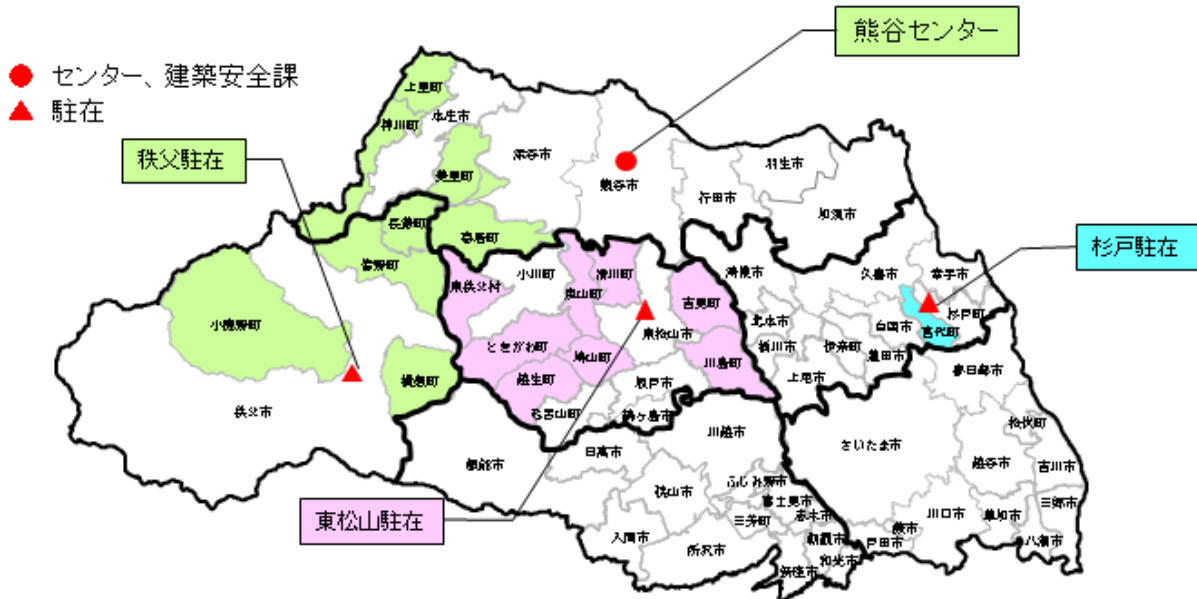 熊谷センター
センター、建築安全課
駐在
秩父駐在
杉戸駐在
東松山駐在
上里町
神川町
本庄市
美里町
深谷市
熊谷市
行田市
羽生市
加須市
長瀞町
寄居町
皆野町
小鹿野町
秩父市
横瀬町
東秩父村
小川町
嵐山町
滑川町
吉見町
東松山市
ときがわ町
鳩山町
川島町
越生町
毛呂山町
坂戸市
鶴ヶ島市
鴻巣市
北本市
桶川市
上尾市
伊奈町
久喜市
幸手市
杉戸町
白岡市
宮代町
蓮田市
春日部市
さいたま市
松伏町
越谷市
吉川市
三郷市
川口市
草加市
八潮市
蕨市
戸田市
飯能市
日高市
川越市
狭山市
ふじみ野市
富士見市
三芳町
志木市
入間市
所沢市
朝霞市
和光市
新座市